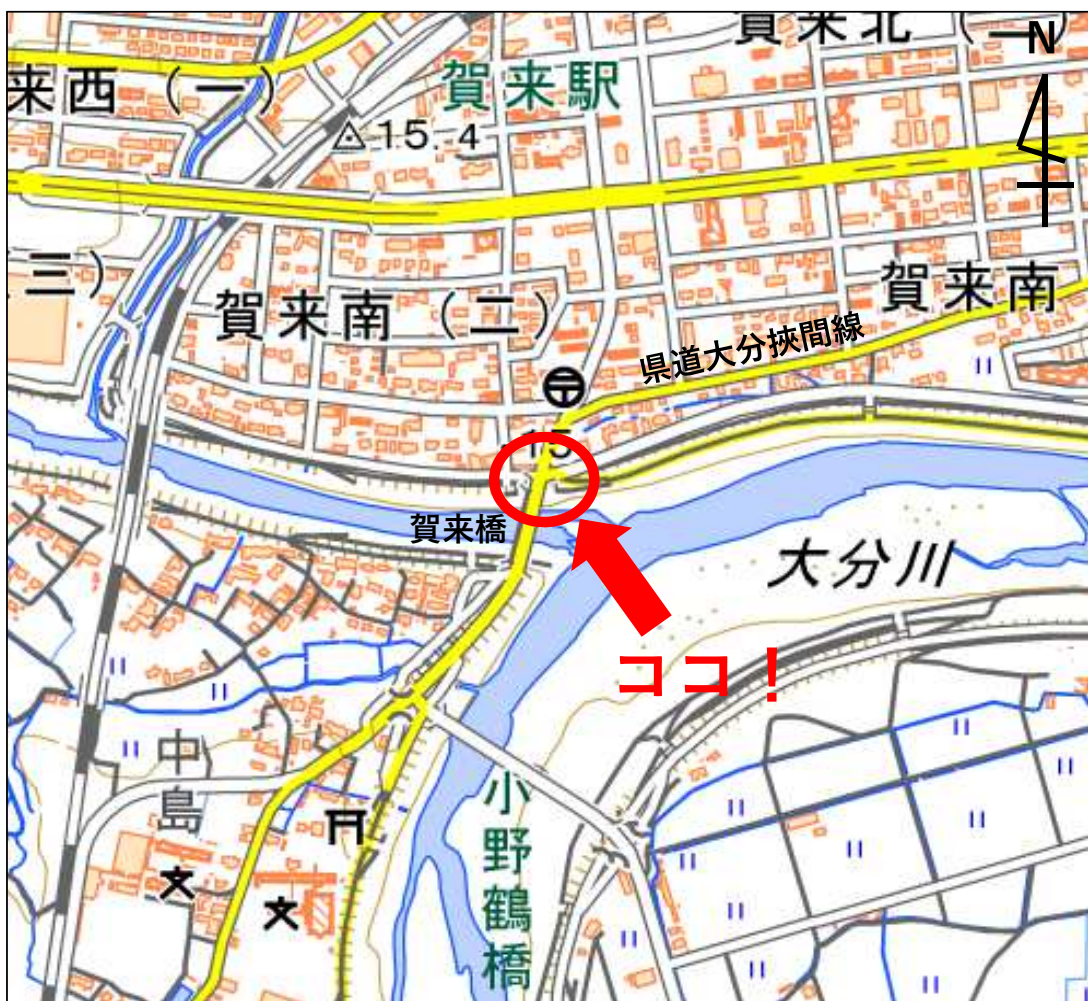 賀来北（一）
N
来西（一）
賀来駅
15.4
三）
賀来南（二）
賀来南
県道大分挾間線
15
賀来橋
大分川
ココ！
中島
小野鶴橋